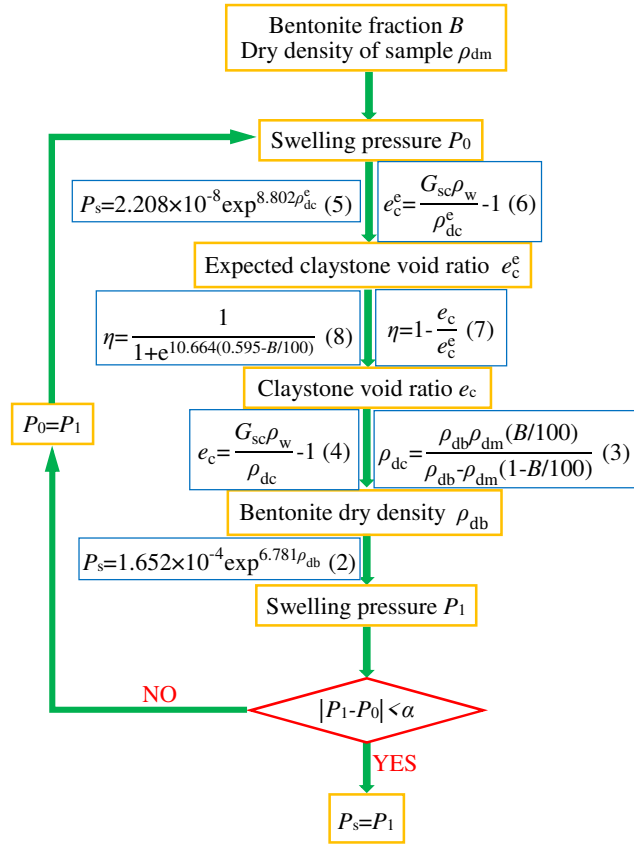 Bentonite fraction B
Dry density of sample ρdm
Swelling pressure P0
Ps=2.208×10-8exp8.802ρedc (5)
eec=Gscρw/ρedc-1 (6)
Expected claystone void ratio eec
η=1/1+e10.664(0.595-B/100) (8)
η=1-ec/eec (7)
Claystone void ratio ec
P0=P1
ec=Gscρw/ρdc-1 (4)
ρdc=ρdbρdm(B/100)/ρdb-ρdm(1-B/100) (3)
Bentonite dry density ρdb
Ps=1.652×10-4exp6.781ρdb (2)
Swelling pressure P1
NO
|P1-P0|<α
YES
Ps=P1